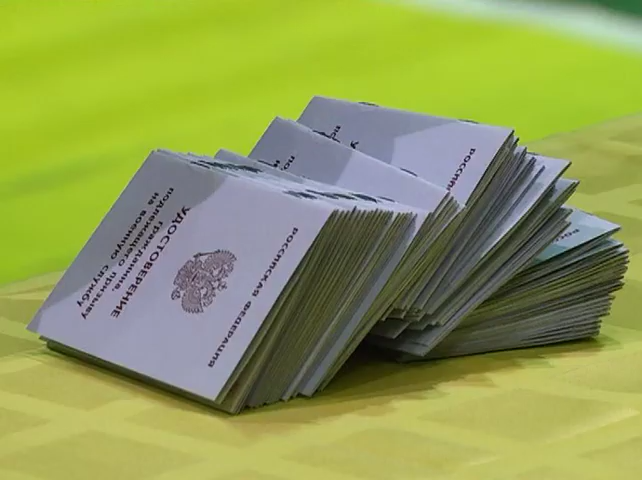 РОССИЙСКАЯ ФЕДЕРАЦИЯ
УДОСТОВЕРЕНИЕ
гражданина,
подлежащего призыву
на военную службу